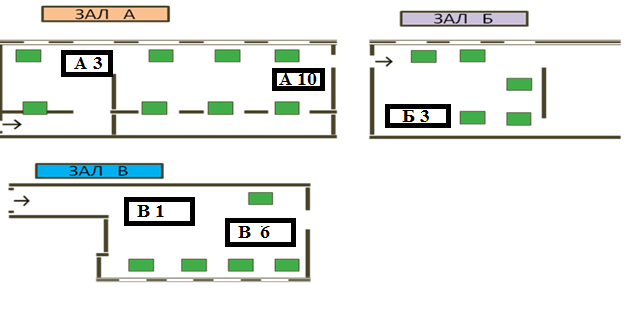 ЗАЛ А
ЗАЛ Б
А 3
А 10
Б 3
ЗАЛ В
В 1
В 6